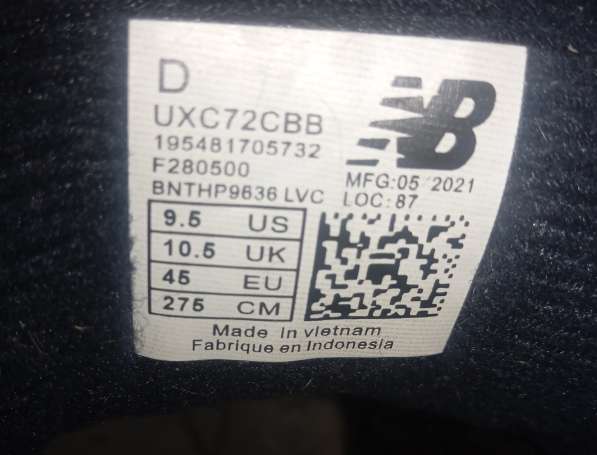 D
UXC72CBB
195481705732
F280500
BNTHP9636 LVC
NB
MFG:05 2021
LOC:87
9.5 US
10.5 UK
45 EU
275 CM
Made In vietnam
Fabrique en Indonesia